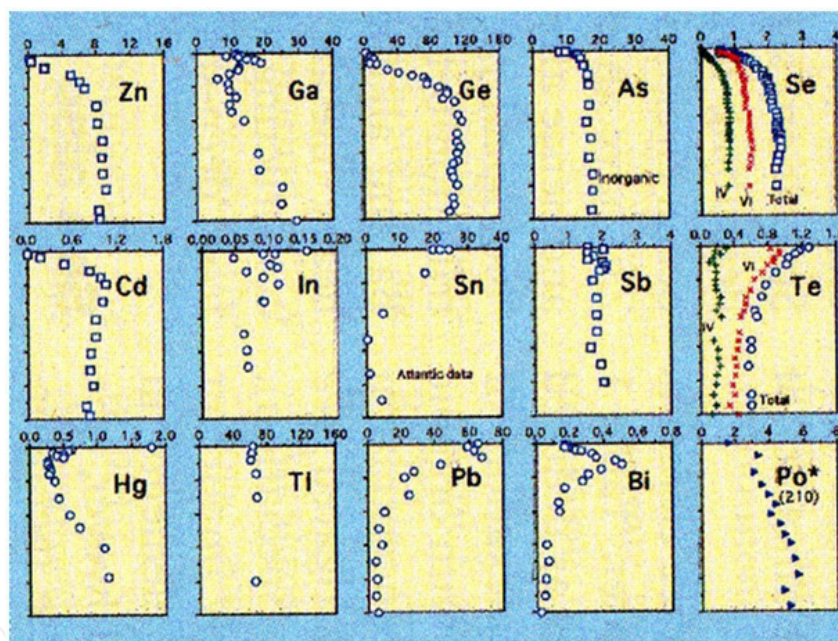 0 4 8 12 16 0 10 20 30 40 0 40 80 120 160 0 10 20 30 40 0 1 2 3 4
Zn Ga Ge As Se
Inorganic IV VI Total
0.0 0.6 1.2 1.8 0.00 0.05 0.10 0.15 0.20 0 5 10 15 20 25 0 1 2 3 4 0.0 0.4 0.8 1.2
Cd In Sn Sb VI Te
IV
Atlantic data Total
0.0 0.5 1.0 1.5 2.0 0 40 80 120 160 0 20 40 60 80 0.0 0.2 0.4 0.6 0.8 0 2 4 6 8
Hg Tl Pb Bi Po*
(210)